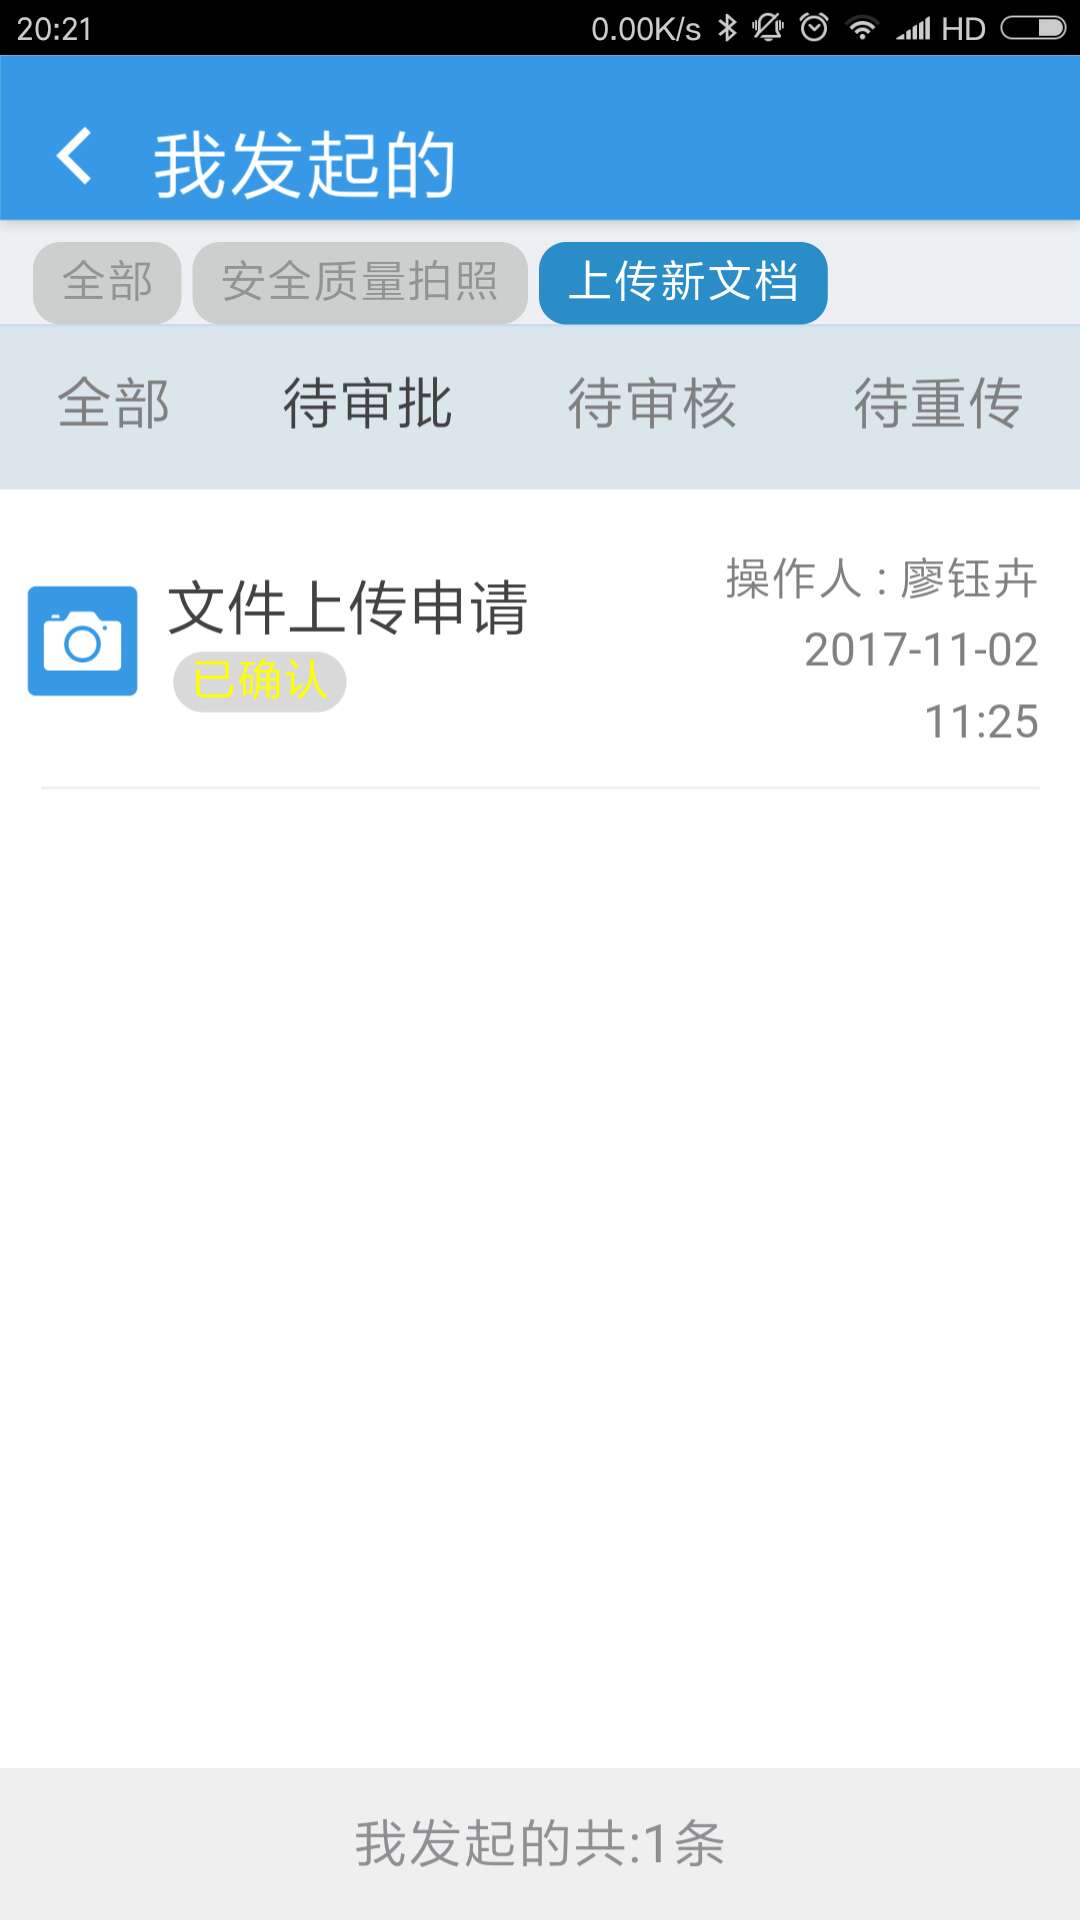 20:21 0.00K/s HD
我发起的
全部 安全质量拍照 上传新文档
全部 待审批 待审核 待重传
文件上传申请
已确认
操作人 : 廖钰卉
2017-11-02
11:25
我发起的共:1条